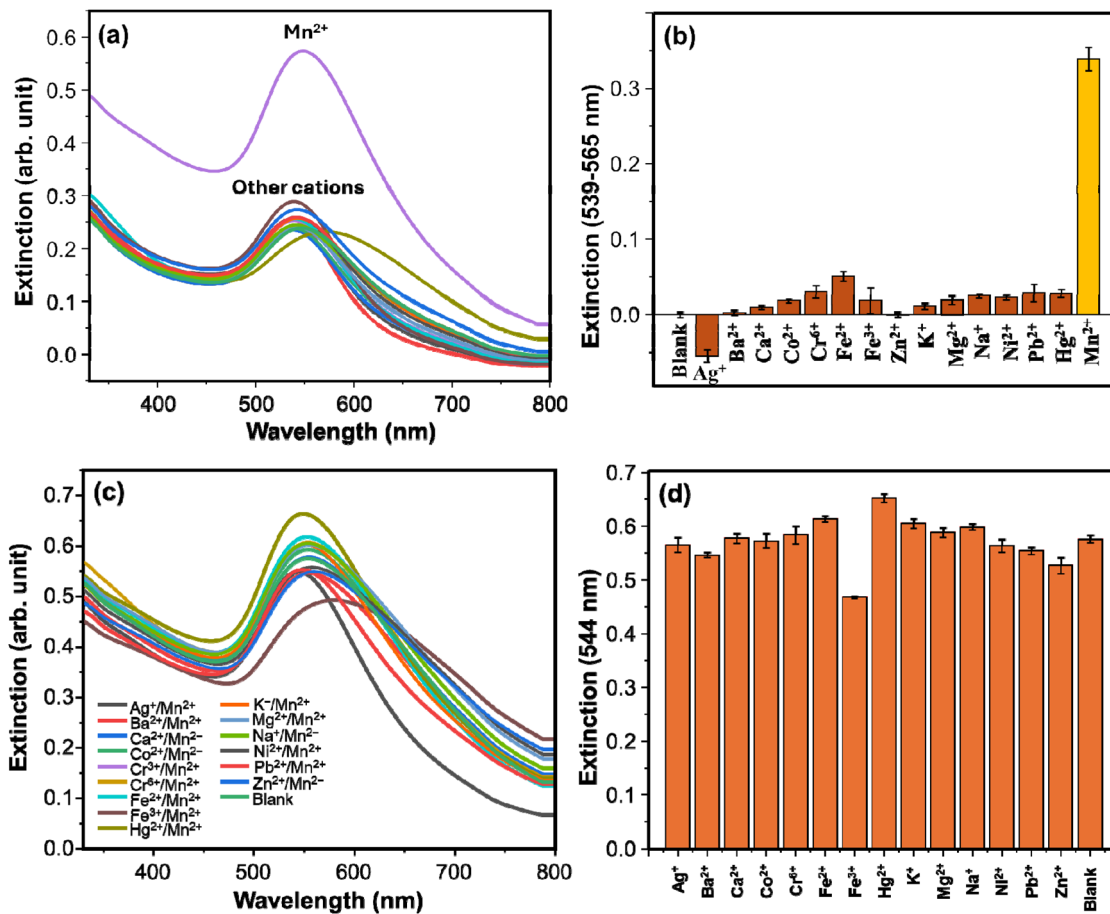 (a)
Mn²⁺
Other cations
Extinction (arb. unit)
0.6
0.5
0.4
0.3
0.2
0.1
0.0
400
500
600
700
800
Wavelength (nm)
(b)
Extinction (539-565 nm)
0.3
0.2
0.1
0.0
Blank
Ag⁺
Ba²⁺
Ca²⁺
Co²⁺
Cr⁶⁺
Fe²⁺
Fe³⁺
Zn²⁺
K⁺
Mg²⁺
Na⁺
Ni²⁺
Pb²⁺
Hg²⁺
Mn²⁺
(c)
Extinction (arb. unit)
0.7
0.6
0.5
0.4
0.3
0.2
0.1
0.0
Ag⁺/Mn²⁺
Ba²⁺/Mn²⁺
Ca²⁺/Mn²⁻
Co²⁺/Mn²⁻
Cr³⁺/Mn²⁺
Cr⁶⁺/Mn²⁺
Fe²⁺/Mn²⁺
Fe³⁺/Mn²⁺
Hg²⁺/Mn²⁺
K⁻/Mn²⁺
Mg²⁺/Mn²⁺
Na⁺/Mn²⁻
Ni²⁺/Mn²⁺
Pb²⁺/Mn²⁺
Zn²⁺/Mn²⁻
Blank
400
500
600
700
800
Wavelength (nm)
(d)
Extinction (544 nm)
0.7
0.6
0.5
0.4
0.3
0.2
0.1
0.0
Ag⁺
Ba²⁺
Ca²⁺
Co²⁺
Cr⁶⁺
Fe²⁺
Fe³⁺
Hg²⁺
K⁺
Mg²⁺
Na⁺
NI²⁺
Pb²⁺
Zn²⁺
Blank